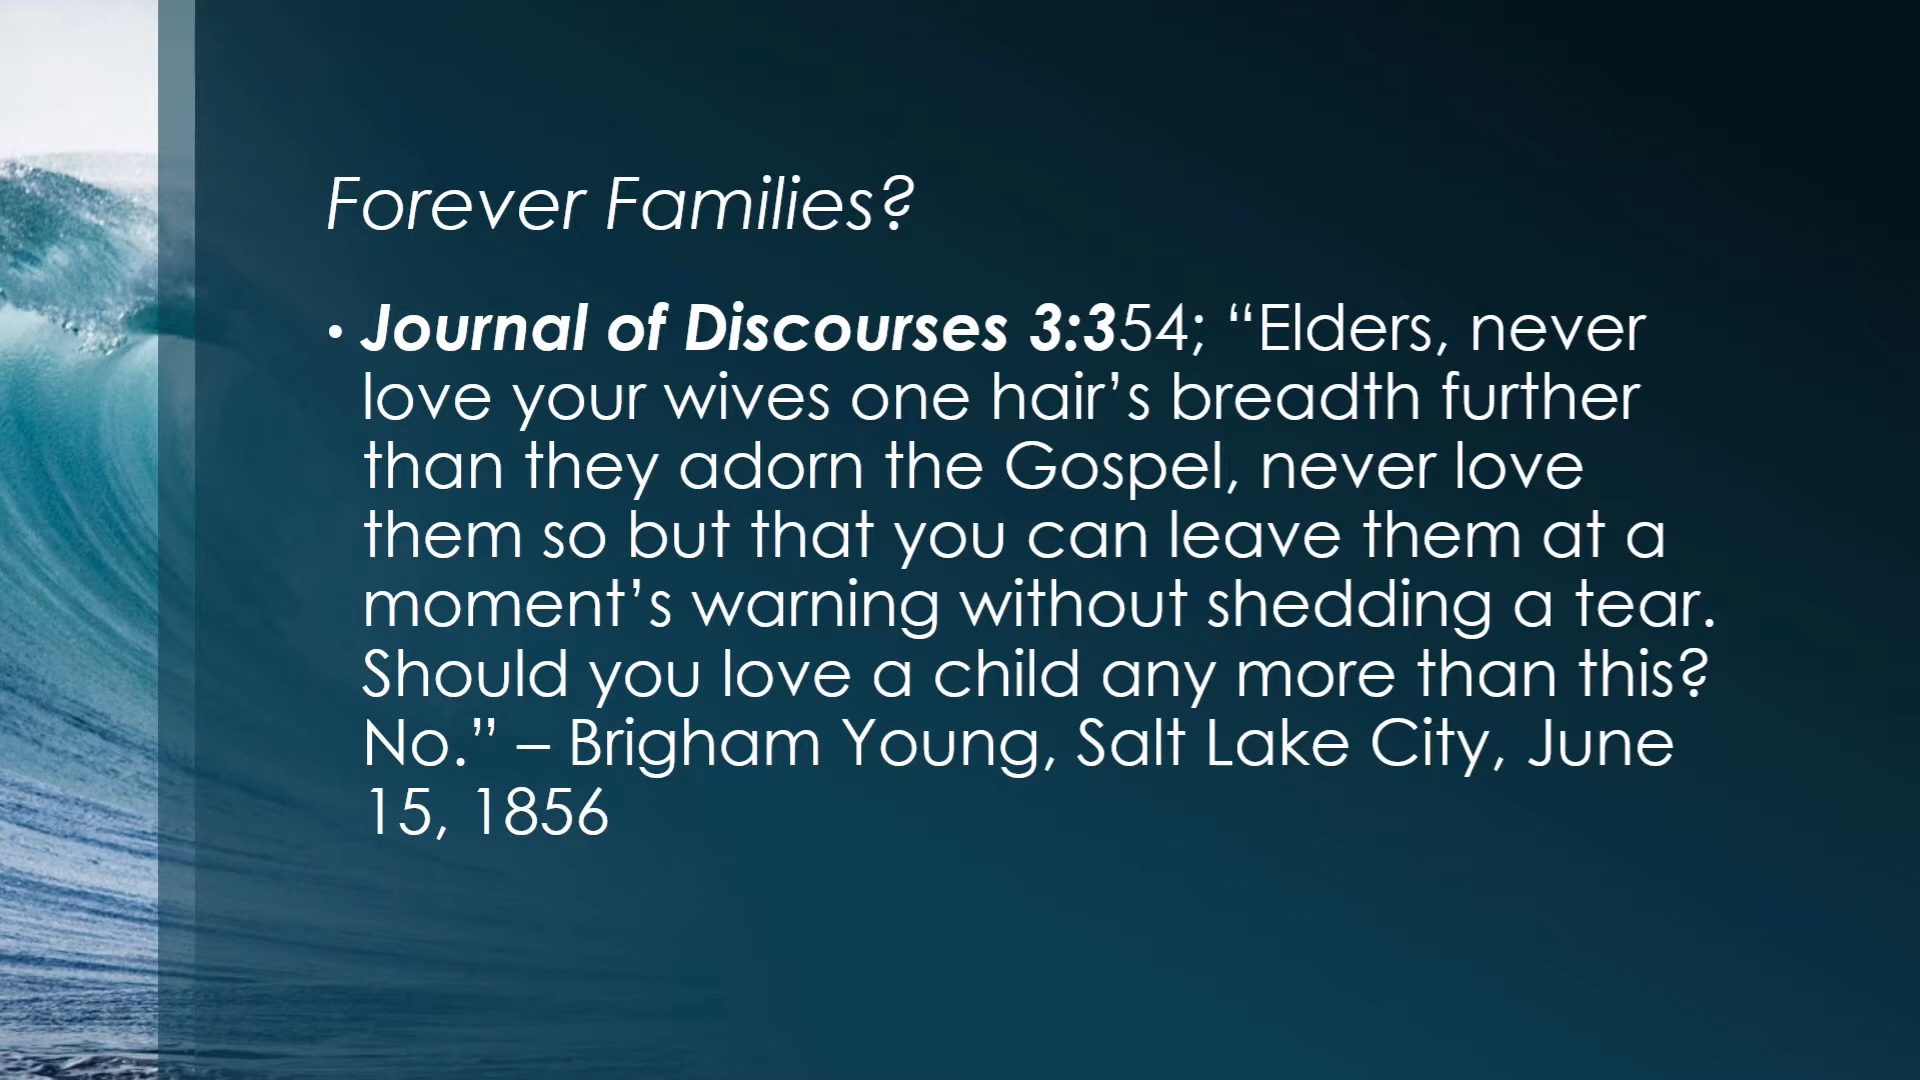 Forever Families?
• Journal of Discourses 3:354; “Elders, never
love your wives one hair’s breadth further
than they adorn the Gospel, never love
them so but that you can leave them at a
moment’s warning without shedding a tear.
Should you love a child any more than this?
No.” – Brigham Young, Salt Lake City, June
15, 1856